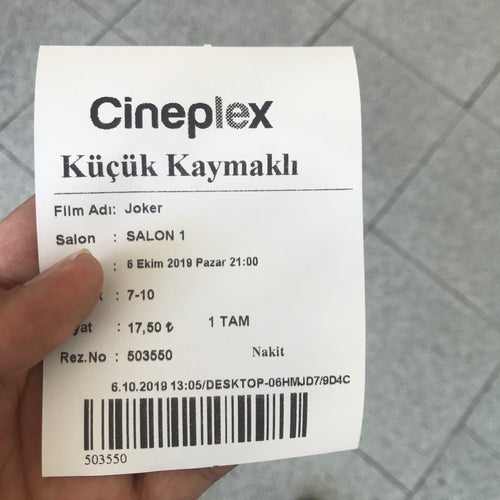 Cineplex
Küçük Kaymaklı
Film Adı: Joker
Salon : SALON 1
: 6 Ekim 2019 Pazar 21:00
: 7-10
: 17,50 ₺ 1 TAM
Rez.No : 503550 Nakit
6.10.2019 13:05/DESKTOP-06HMJD7/9D4C
503550